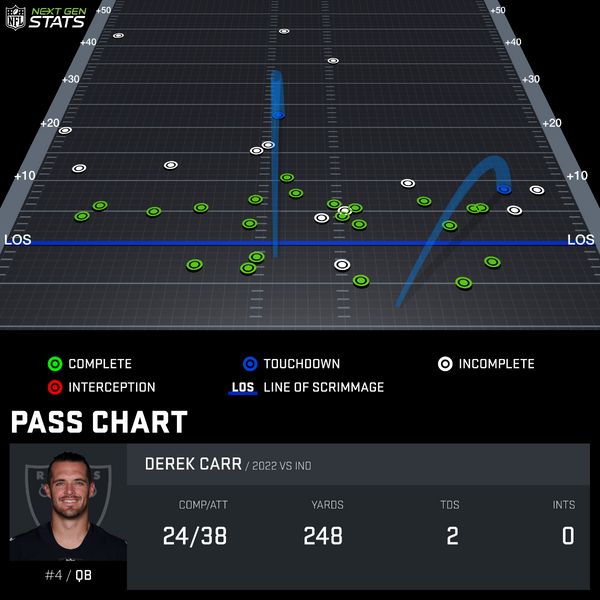 NFL
NEXT GEN
STATS
+50 +50
+40 +40
+30 +30
+20 +20
+10 +10
LOS LOS
COMPLETE TOUCHDOWN INCOMPLETE
INTERCEPTION LOS LINE OF SCRIMMAGE
PASS CHART
DEREK CARR / 2022 VS IND
COMP/ATT YARDS TDS INTS
24/38 248 2 0
#4 / QB